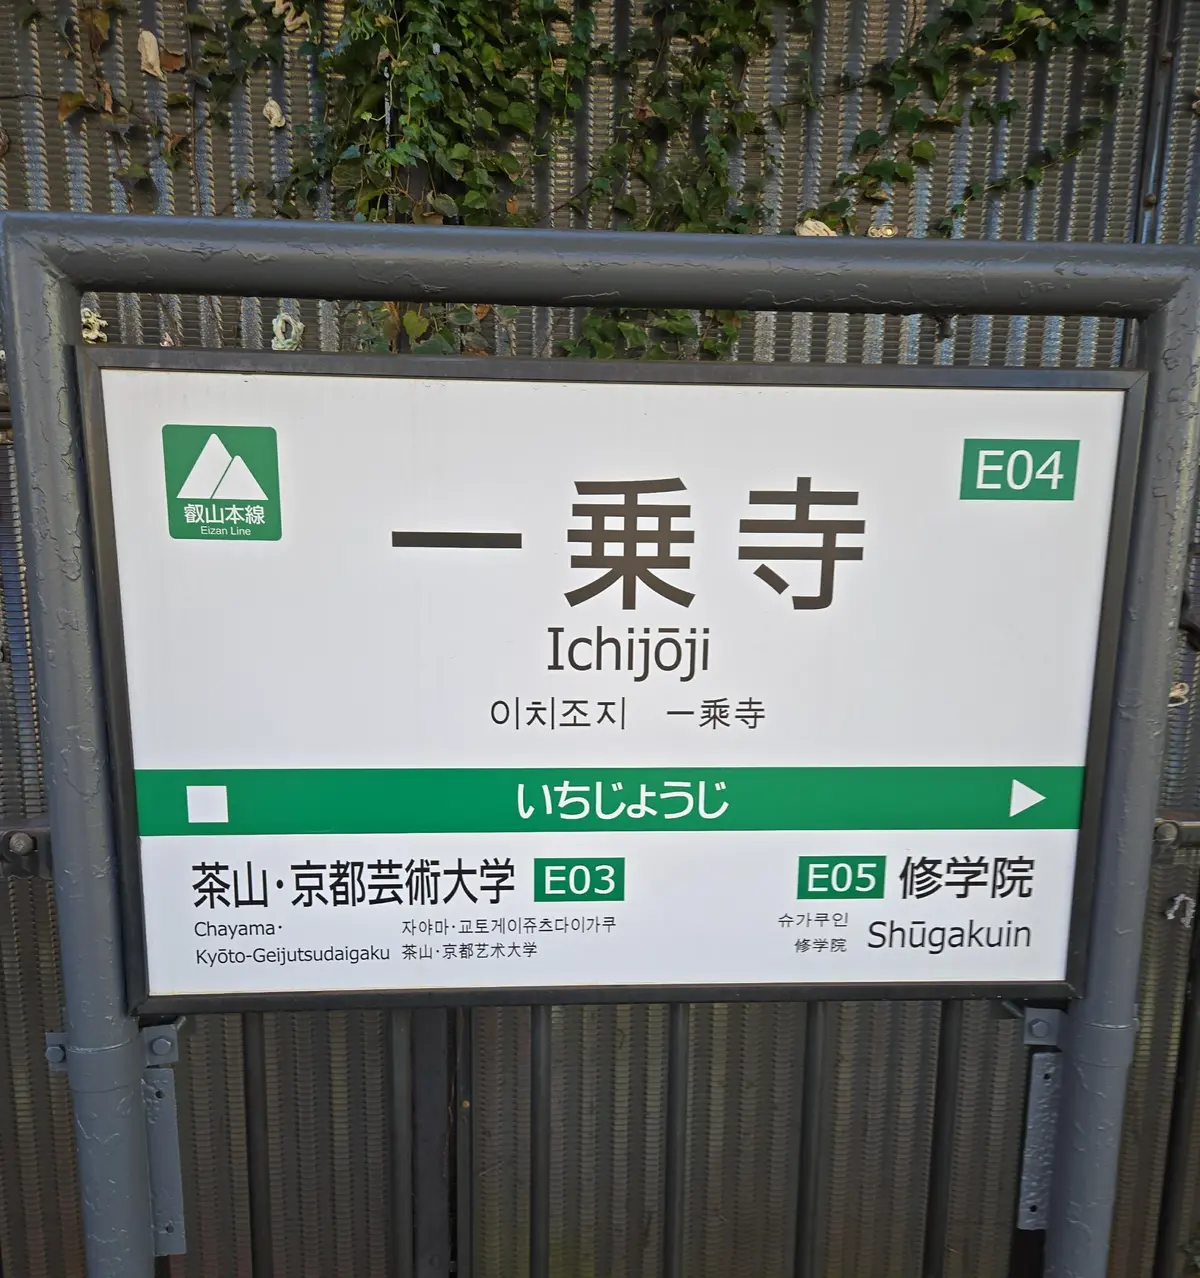 叡山本線
Eizan Line
E04
一乗寺
Ichijōji
이치조지 一乘寺
いちじょうじ
茶山・京都芸術大学 E03
Chayama・
Kyōto-Geijutsudaigaku
자야마・교토게이쥬츠다이가쿠
茶山・京都艺术大学
E05 修学院
슈가쿠인
修学院
Shūgakuin